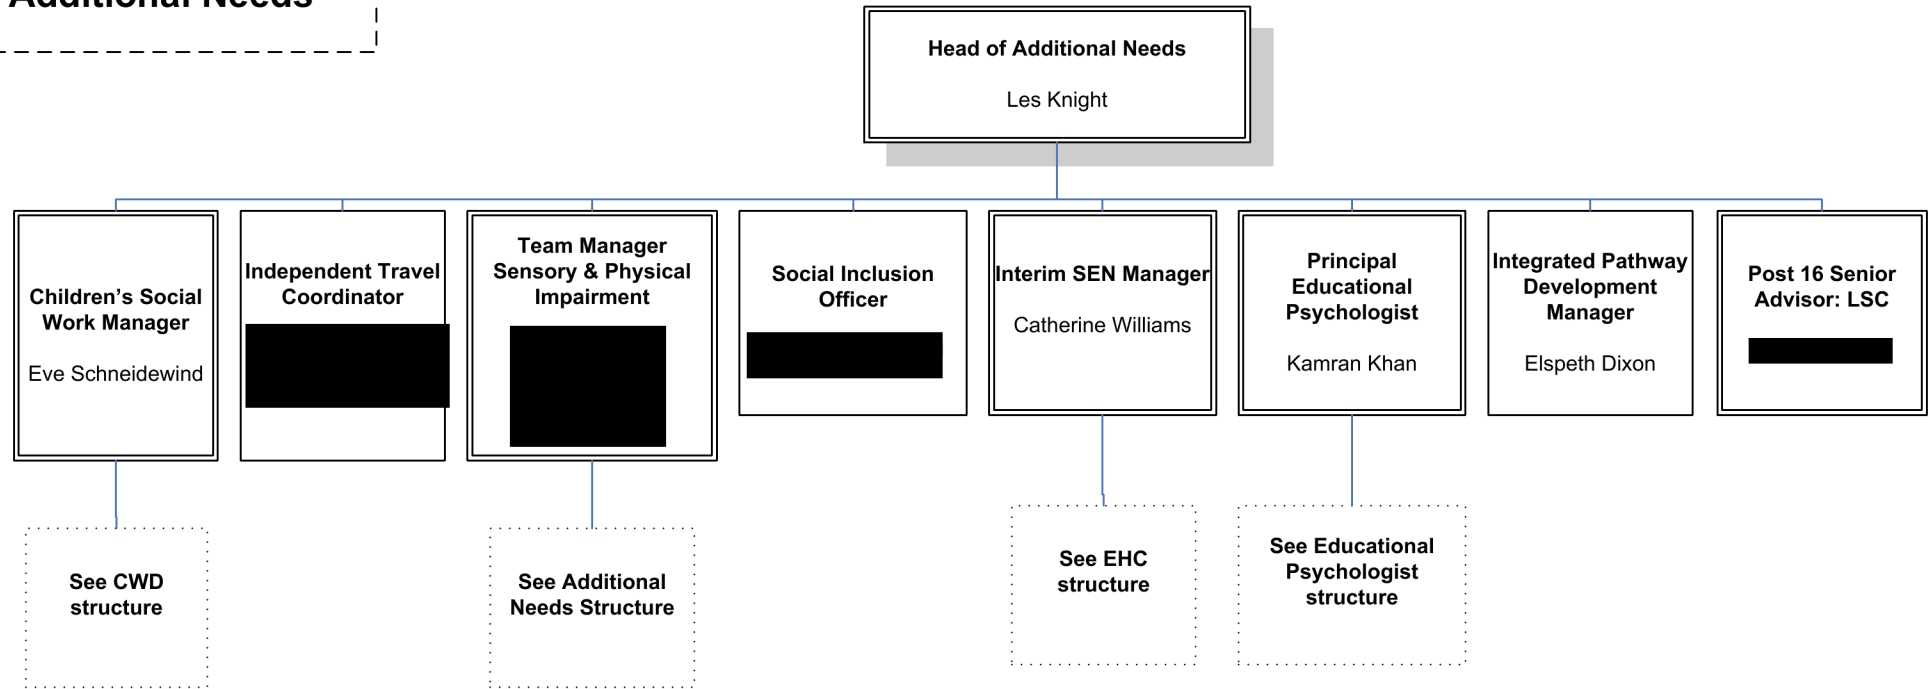 Additional Needs
Head of Additional Needs
Les Knight
Children’s Social
Work Manager
Eve Schneidewind
Independent Travel
Coordinator
Team Manager
Sensory & Physical
Impairment
Social Inclusion
Officer
Interim SEN Manager
Catherine Williams
Principal
Educational
Psychologist
Kamran Khan
Integrated Pathway
Development
Manager
Elspeth Dixon
Post 16 Senior
Advisor: LSC
See CWD
structure
See Additional
Needs Structure
See EHC
structure
See Educational
Psychologist
structure